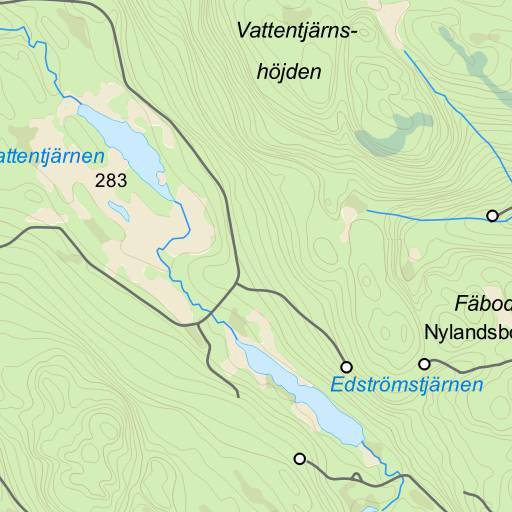 Vattentjärns-
höjden
attentjärnen
283
Fäbod
Nylandsbo
Edströmstjärnen